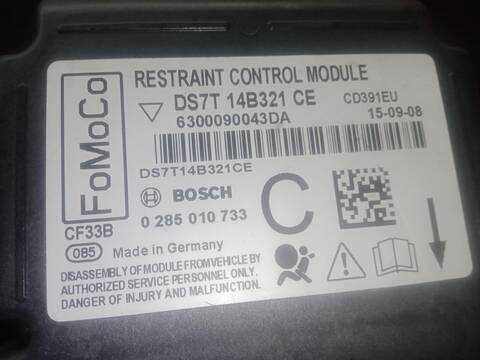 FoMoCo
RESTRAINT CONTROL MODULE
DS7T 14B321 CE
CD391EU
6300090043DA
15-09-08
DS7T14B321CE
BOSCH
C
0 285 010 733
CF33B
085
Made in Germany
DISASSEMBLY OF MODULE FROM VEHICLE BY
AUTHORIZED SERVICE PERSONNEL ONLY.
DANGER OF INJURY AND MALFUNCTION.